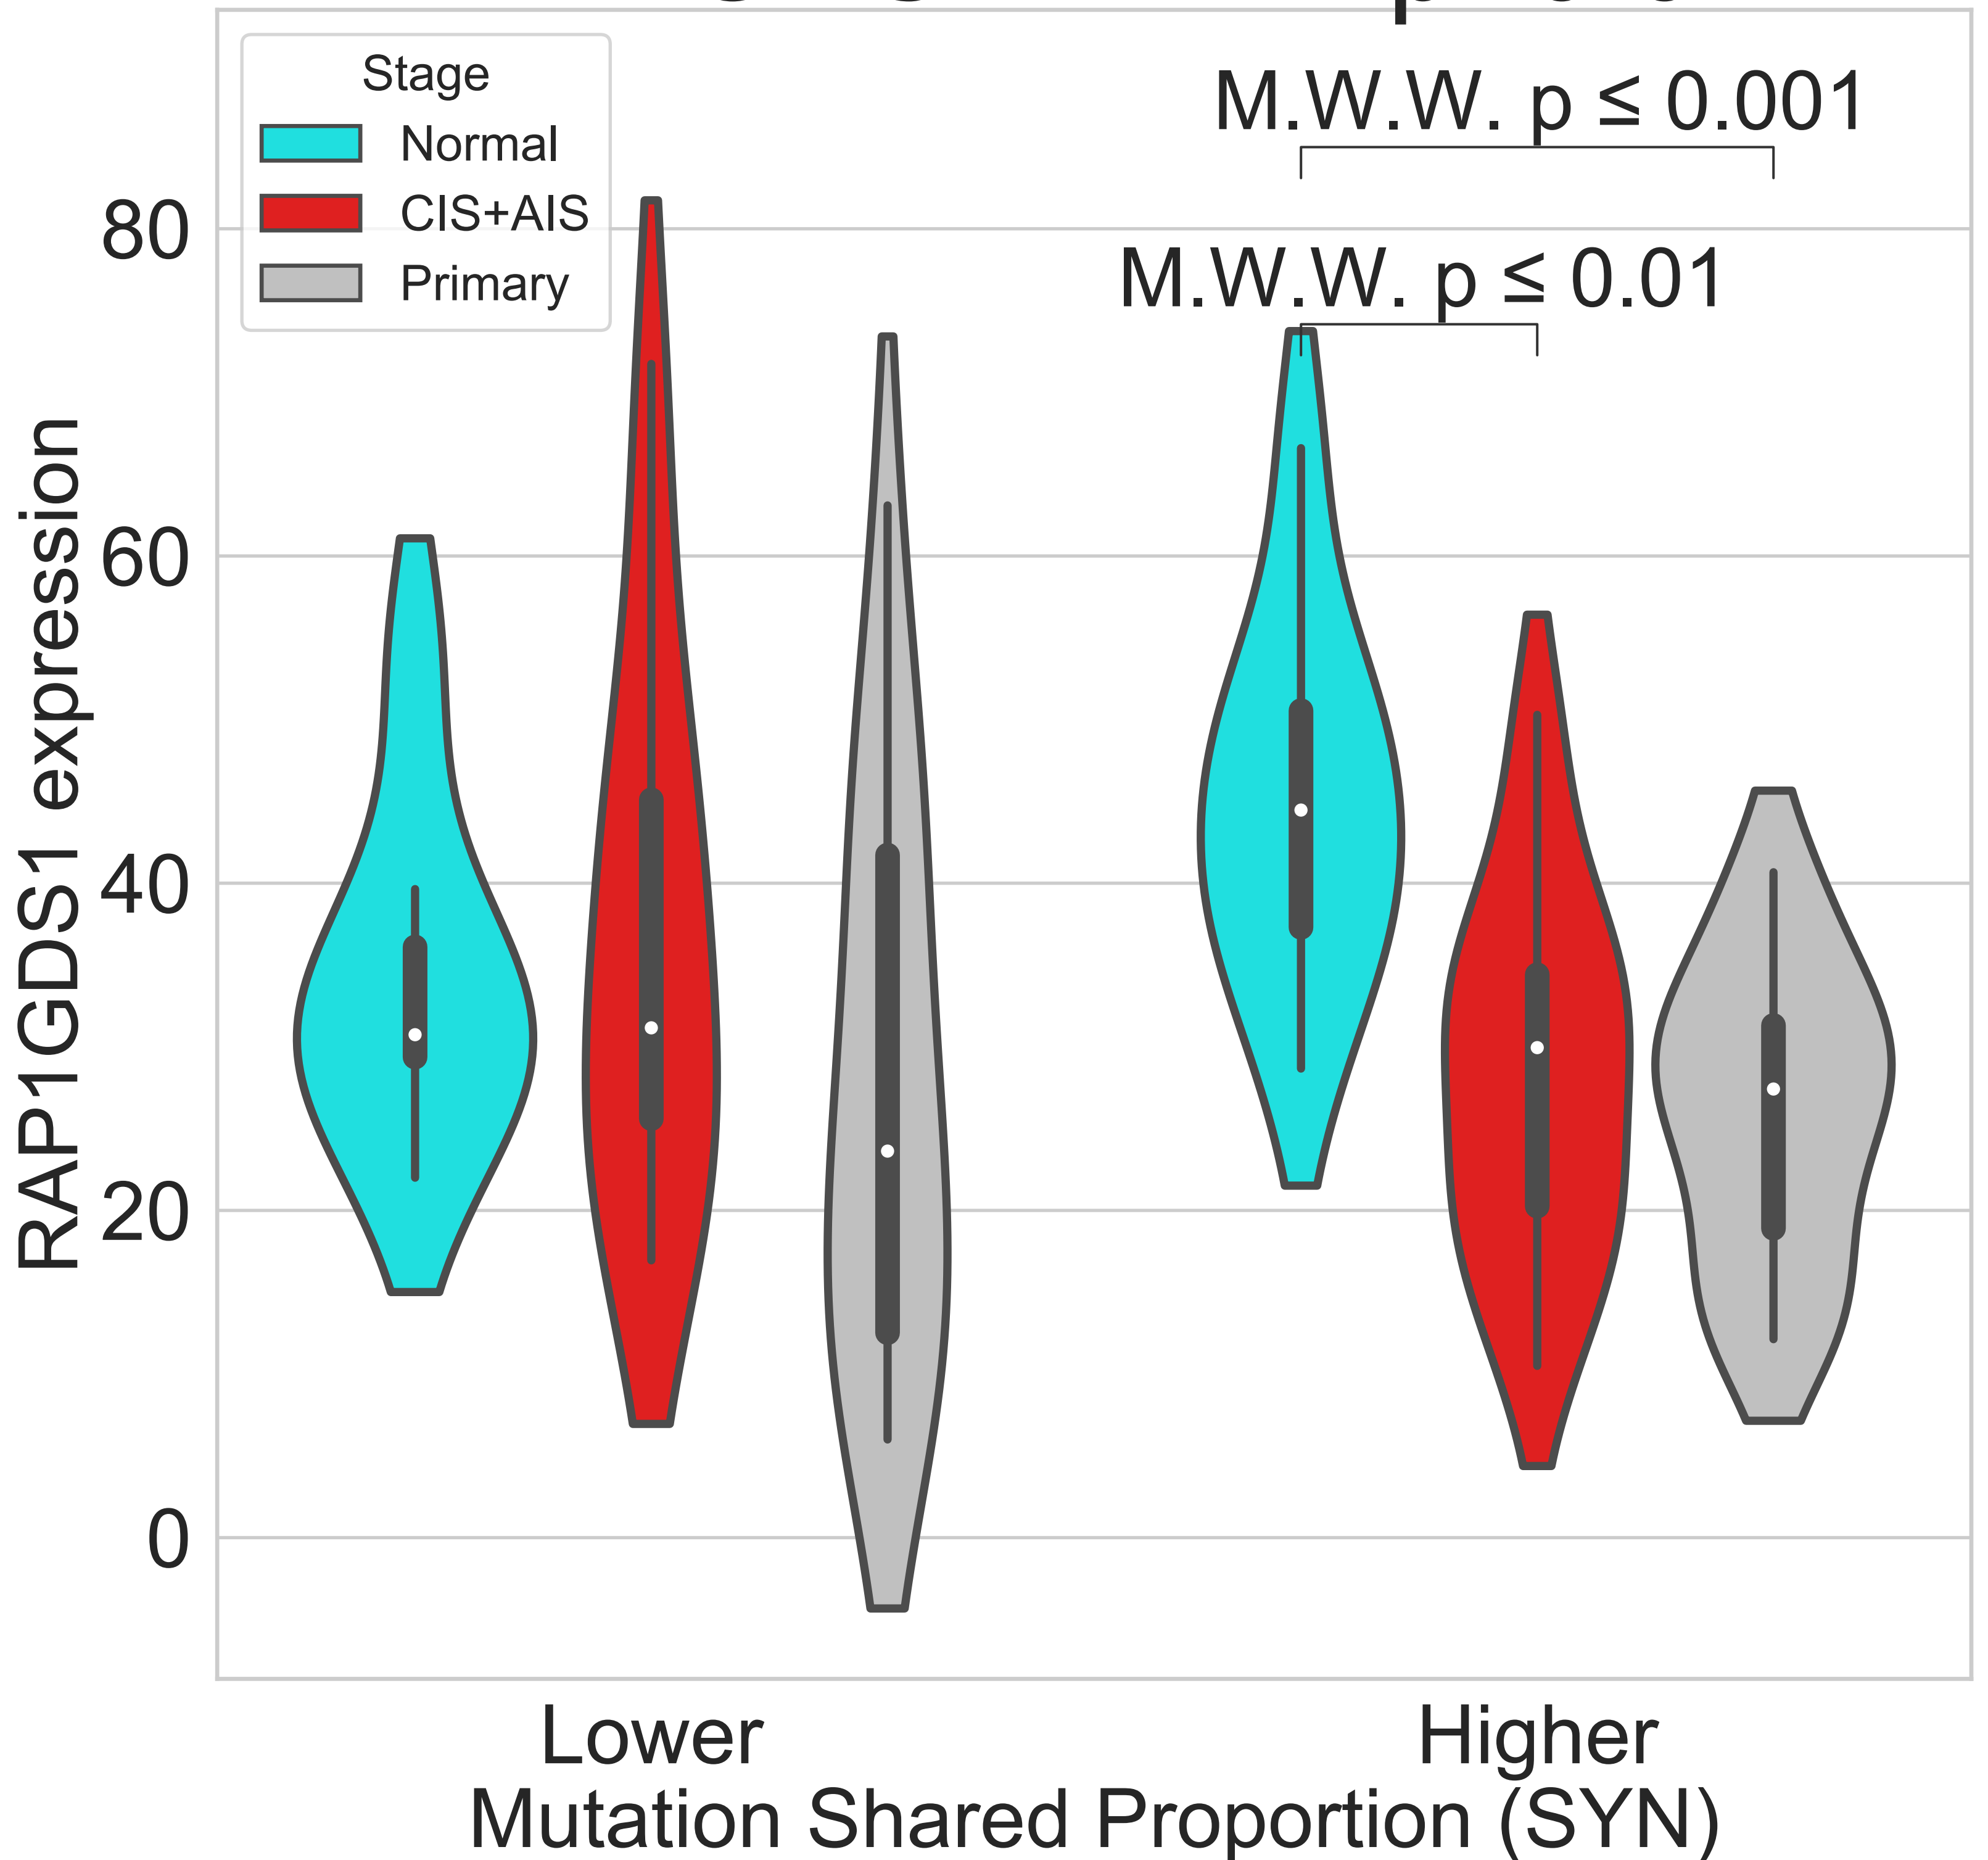 Stage
Normal
CIS+AIS
Primary
M.W.W. p ≤ 0.001
M.W.W. p ≤ 0.01
RAP1GDS1 expression
80
60
40
20
0
Lower
Higher
Mutation Shared Proportion (SYN)